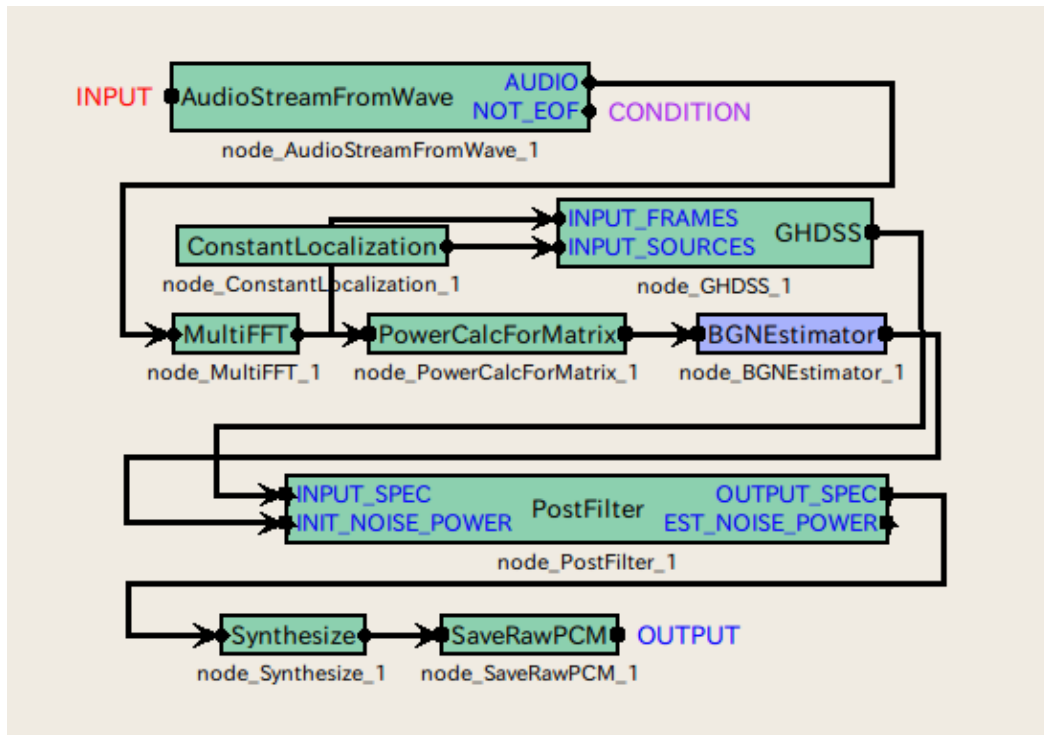 INPUT AudioStreamFromWave AUDIO
NOT_EOF CONDITION
node_AudioStreamFromWave_1
INPUT_FRAMES
ConstantLocalization INPUT_SOURCES GHDSS
node_ConstantLocalization_1 node_GHDSS_1
MultiFFT PowerCalcForMatrix BGNEstimator
node_MultiFFT_1 node_PowerCalcForMatrix_1 node_BGNEstimator_1
INPUT_SPEC PostFilter OUTPUT_SPEC
INIT_NOISE_POWER EST_NOISE_POWER
node_PostFilter_1
Synthesize SaveRawPCM OUTPUT
node_Synthesize_1 node_SaveRawPCM_1